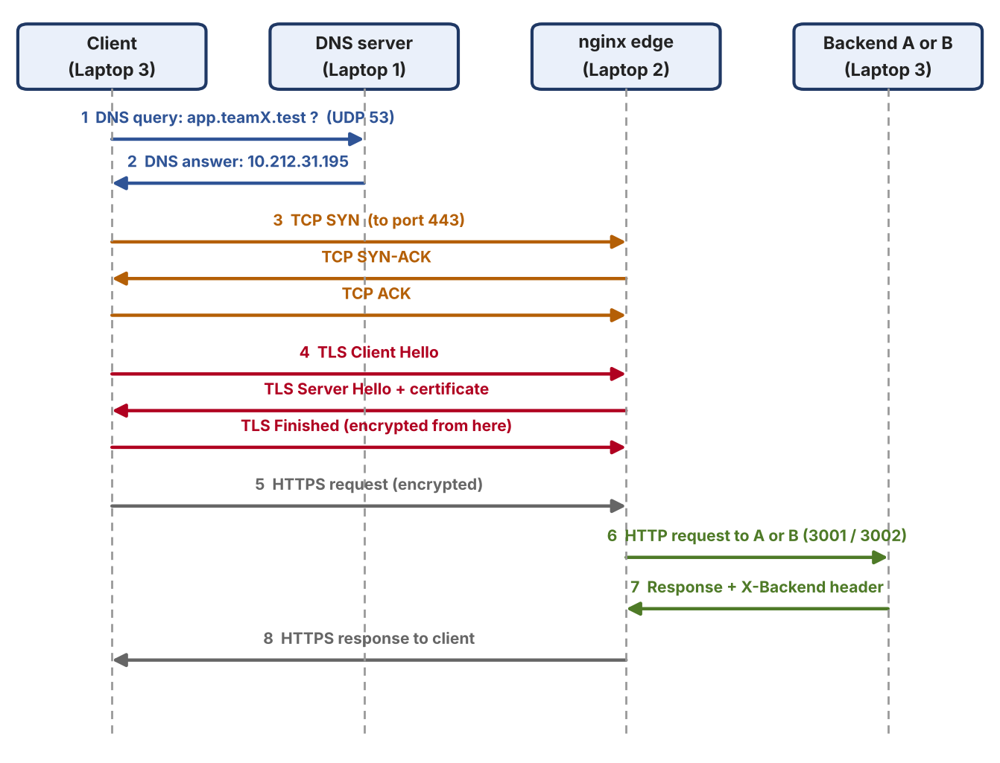 Client
(Laptop 3)
DNS server
(Laptop 1)
nginx edge
(Laptop 2)
Backend A or B
(Laptop 3)
1 DNS query: app.teamX.test ? (UDP 53)
2 DNS answer: 10.212.31.195
3 TCP SYN (to port 443)
TCP SYN-ACK
TCP ACK
4 TLS Client Hello
TLS Server Hello + certificate
TLS Finished (encrypted from here)
5 HTTPS request (encrypted)
6 HTTP request to A or B (3001 / 3002)
7 Response + X-Backend header
8 HTTPS response to client